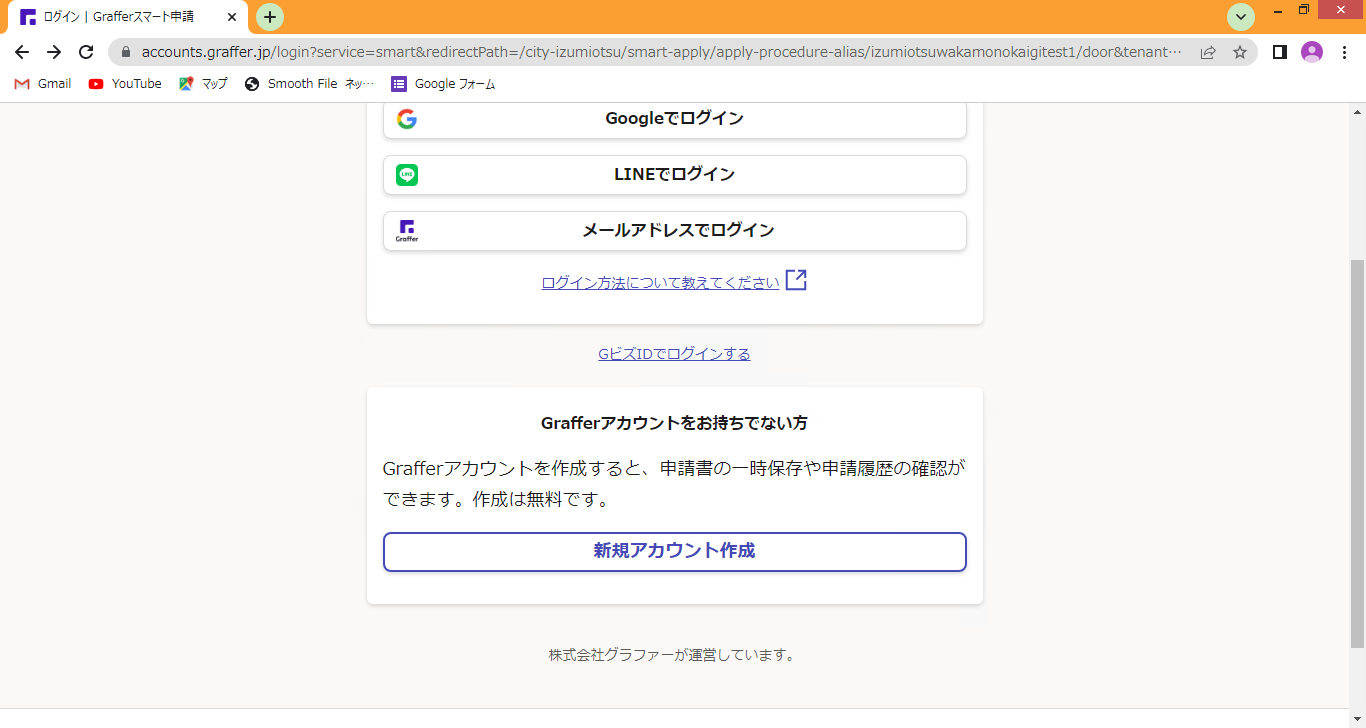 ログイン | Grafferスマート申請
accounts.graffer.jp/login?service=smart&redirectPath=/city-izumiotsu/smart-apply/apply-procedure-alias/izumiotsuwakamonokaigitest1/door&tenant…
Gmail YouTube マップ Smooth File ネッ… Google フォーム
Googleでログイン
LINE
LINEでログイン
Graffer
メールアドレスでログイン
ログイン方法について教えてください
GビズIDでログインする
Grafferアカウントをお持ちでない方
Grafferアカウントを作成すると、申請書の一時保存や申請履歴の確認が
できます。作成は無料です。
新規アカウント作成
株式会社グラファーが運営しています。